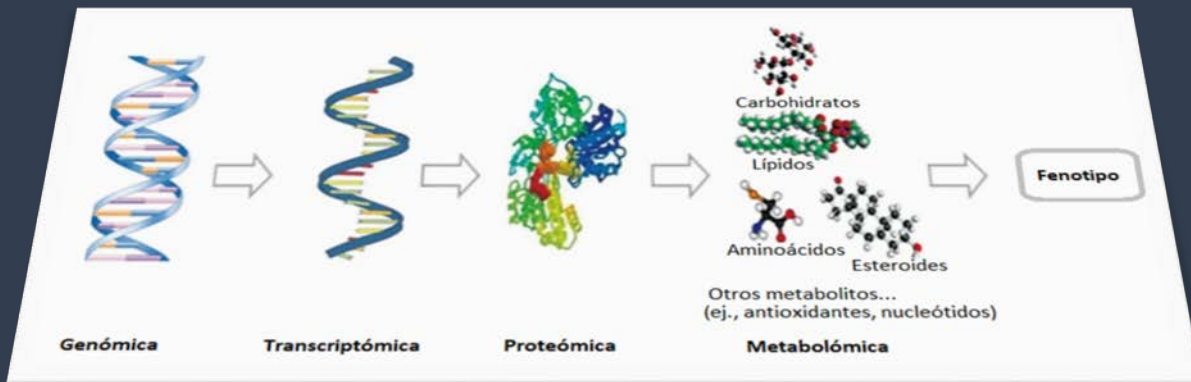 Carbohidratos
Lípidos
Aminoácidos
Esteroides
Otros metabolitos...
(ej., antioxidantes, nucleótidos)
Fenotipo
Genómica
Transcriptómica
Proteómica
Metabolómica